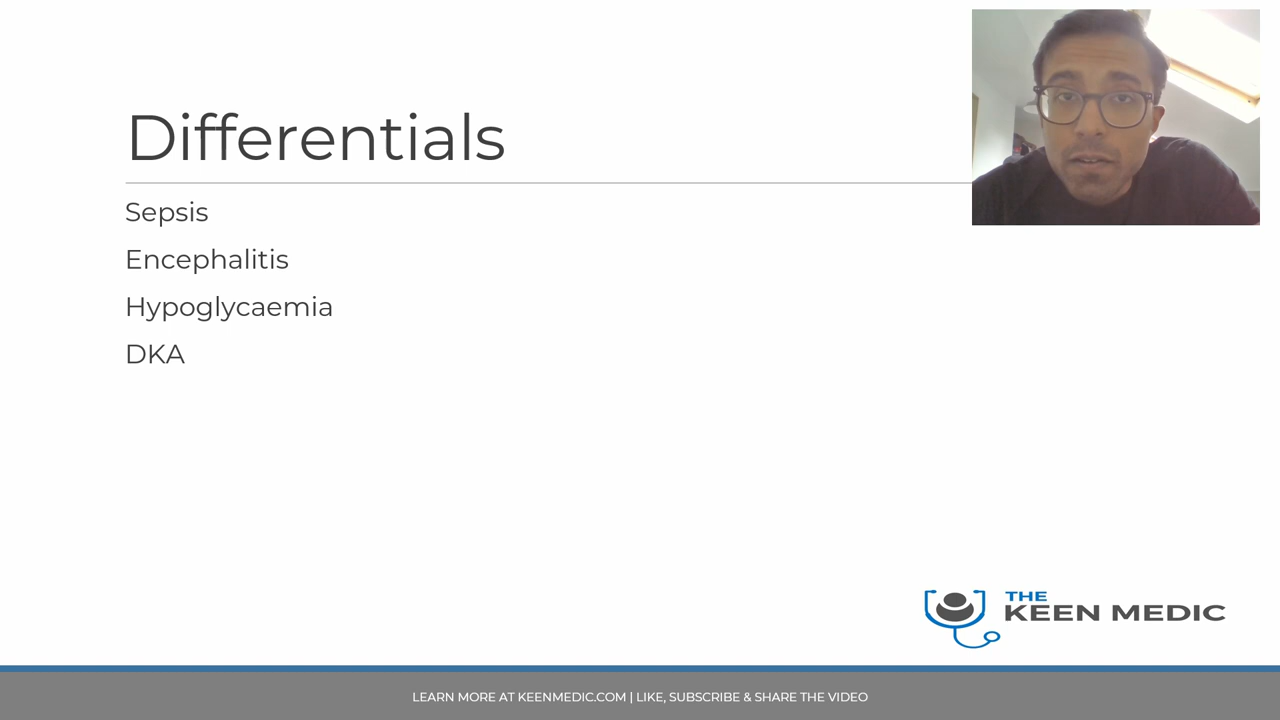 Differentials
Sepsis
Encephalitis
Hypoglycaemia
DKA
THE
KEEN MEDIC
LEARN MORE AT KEENMEDIC.COM | LIKE, SUBSCRIBE & SHARE THE VIDEO